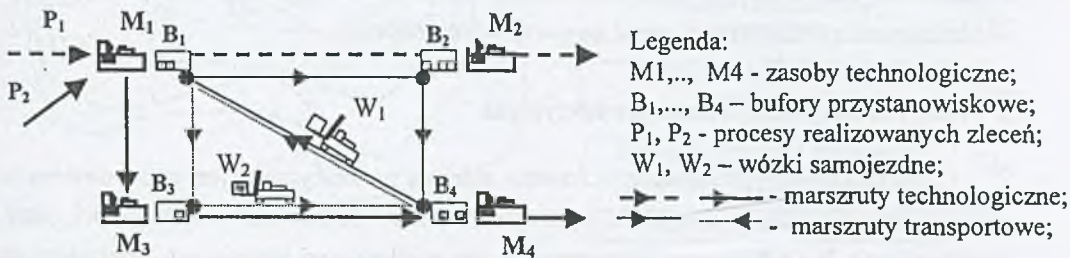 P₁ M₁ B₁ B₂ M₂
P₂
W₁
W₂
B₃ B₄
M₃ M₄
Legenda:
M1,.., M4 - zasoby technologiczne;
B₁,..., B₄ – bufory przystanowiskowe;
P₁, P₂ - procesy realizowanych zleceń;
W₁, W₂ – wózki samojezdne;
- marszruty technologiczne;
- marszruty transportowe;